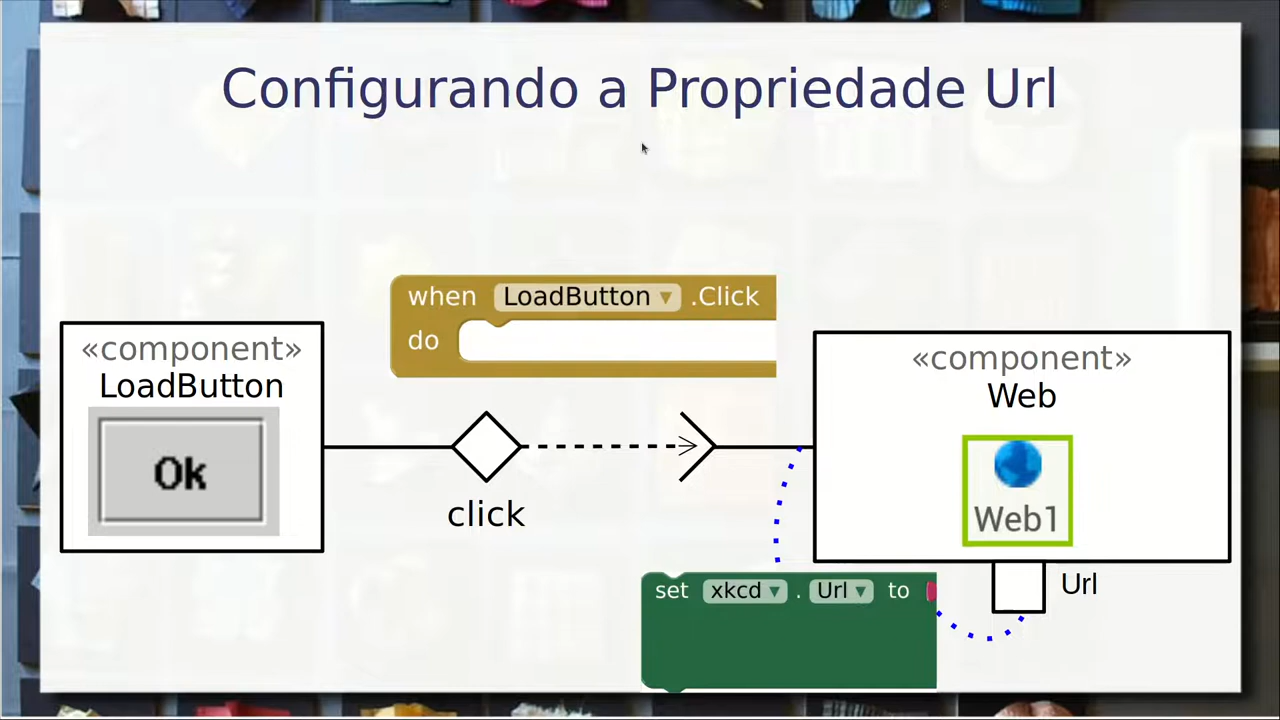 Configurando a Propriedade Url
when LoadButton ▾ .Click
do
«component»
LoadButton
Ok
click
«component»
Web
Web1
Url
set xkcd ▾ . Url ▾ to